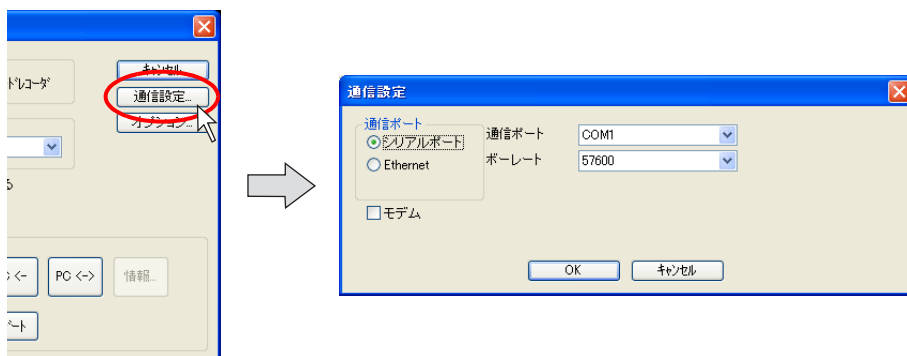 キャンセル
ドレコーダ
通信設定...
オプション...
る
PC <->
情報...
通信設定
通信ポート
シリアルポート
Ethernet
通信ポート
COM1
ボーレート
57600
モデム
OK
キャンセル